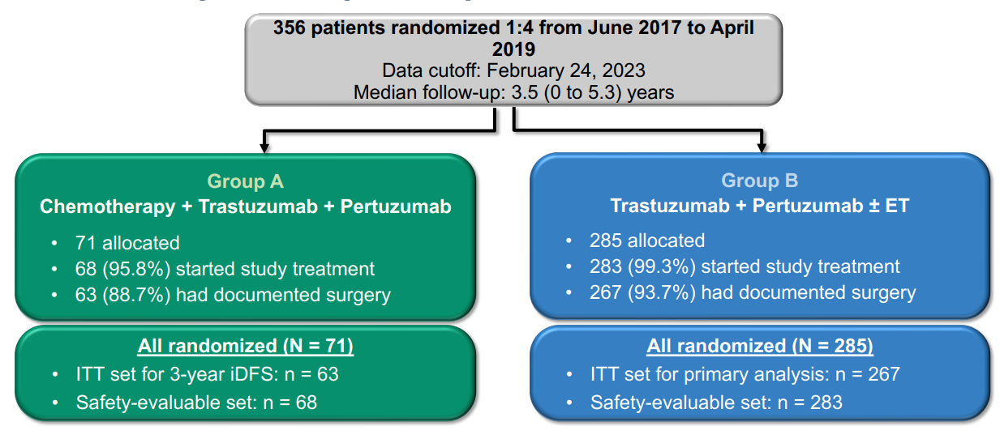 356 patients randomized 1:4 from June 2017 to April
2019
Data cutoff: February 24, 2023
Median follow-up: 3.5 (0 to 5.3) years
Group A
Chemotherapy + Trastuzumab + Pertuzumab
• 71 allocated
• 68 (95.8%) started study treatment
• 63 (88.7%) had documented surgery
All randomized (N = 71)
• ITT set for 3-year iDFS: n = 63
• Safety-evaluable set: n = 68
Group B
Trastuzumab + Pertuzumab ± ET
• 285 allocated
• 283 (99.3%) started study treatment
• 267 (93.7%) had documented surgery
All randomized (N = 285)
• ITT set for primary analysis: n = 267
• Safety-evaluable set: n = 283